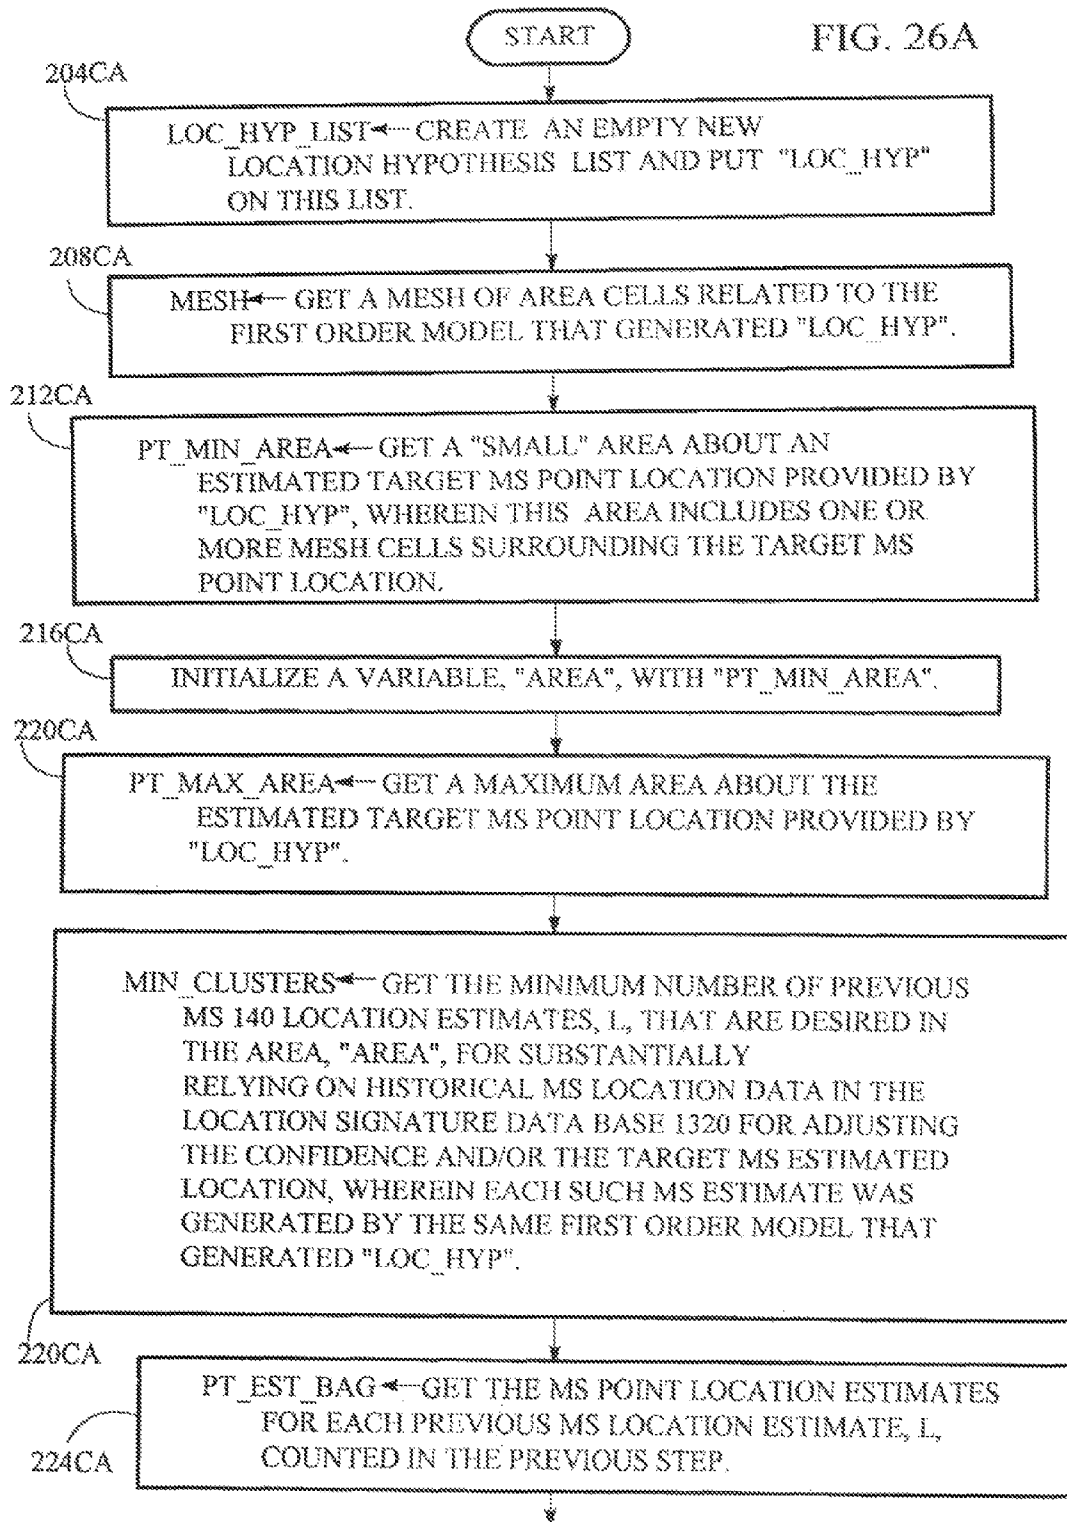 START
FIG. 26A
204CA
LOC_HYP_LIST← CREATE AN EMPTY NEW
LOCATION HYPOTHESIS LIST AND PUT "LOC_HYP"
ON THIS LIST.
208CA
MESH← GET A MESH OF AREA CELLS RELATED TO THE
FIRST ORDER MODEL THAT GENERATED "LOC_HYP".
212CA
PT_MIN_AREA← GET A "SMALL" AREA ABOUT AN
ESTIMATED TARGET MS POINT LOCATION PROVIDED BY
"LOC_HYP", WHEREIN THIS AREA INCLUDES ONE OR
MORE MESH CELLS SURROUNDING THE TARGET MS
POINT LOCATION.
216CA
INITIALIZE A VARIABLE, "AREA", WITH "PT_MIN_AREA".
220CA
PT_MAX_AREA← GET A MAXIMUM AREA ABOUT THE
ESTIMATED TARGET MS POINT LOCATION PROVIDED BY
"LOC_HYP".
MIN_CLUSTERS← GET THE MINIMUM NUMBER OF PREVIOUS
MS 140 LOCATION ESTIMATES, L, THAT ARE DESIRED IN
THE AREA, "AREA", FOR SUBSTANTIALLY
RELYING ON HISTORICAL MS LOCATION DATA IN THE
LOCATION SIGNATURE DATA BASE 1320 FOR ADJUSTING
THE CONFIDENCE AND/OR THE TARGET MS ESTIMATED
LOCATION, WHEREIN EACH SUCH MS ESTIMATE WAS
GENERATED BY THE SAME FIRST ORDER MODEL THAT
GENERATED "LOC_HYP".
220CA
PT_EST_BAG← GET THE MS POINT LOCATION ESTIMATES
FOR EACH PREVIOUS MS LOCATION ESTIMATE, L,
COUNTED IN THE PREVIOUS STEP.
224CA